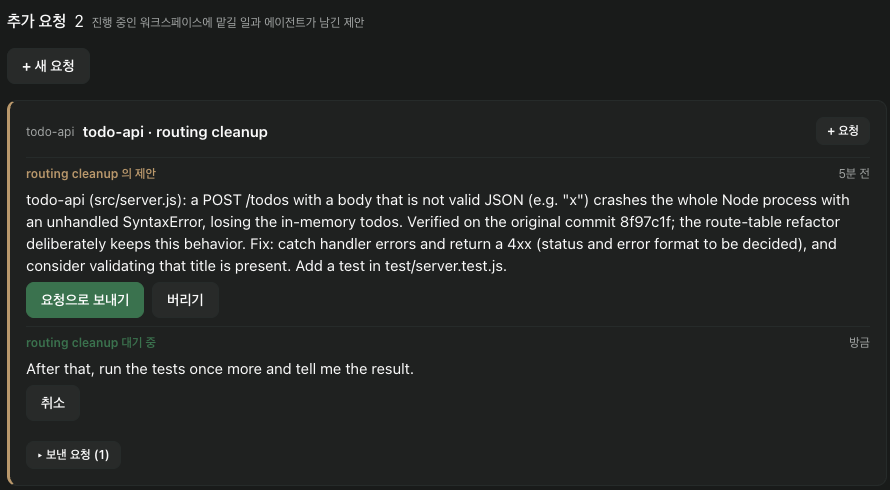 추가 요청 2 진행 중인 워크스페이스에 맡길 일과 에이전트가 남긴 제안
+ 새 요청
todo-api todo-api · routing cleanup + 요청
routing cleanup 의 제안 5분 전
todo-api (src/server.js): a POST /todos with a body that is not valid JSON (e.g. "x") crashes the whole Node process with
an unhandled SyntaxError, losing the in-memory todos. Verified on the original commit 8f97c1f; the route-table refactor
deliberately keeps this behavior. Fix: catch handler errors and return a 4xx (status and error format to be decided), and
consider validating that title is present. Add a test in test/server.test.js.
요청으로 보내기 버리기
routing cleanup 대기 중 방금
After that, run the tests once more and tell me the result.
취소
▸ 보낸 요청 (1)